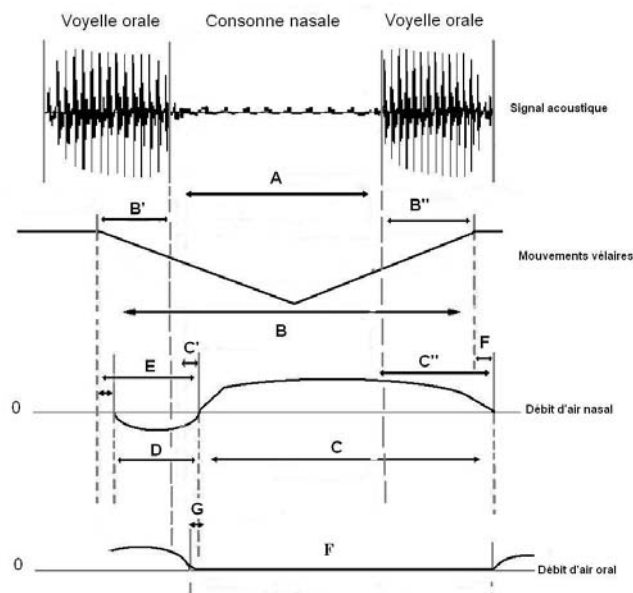 Voyelle orale Consonne nasale Voyelle orale
Signal acoustique
A
B' B"
Mouvements vélaires
B
C' F
E C"
0 Débit d'air nasal
D C
G
F
0 Débit d'air oral